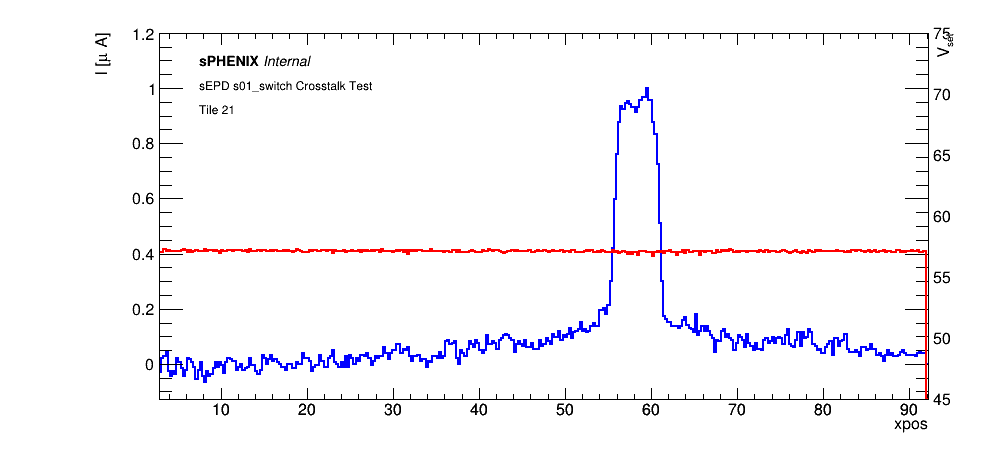 I [μ A]
1.2
1
0.8
0.6
0.4
0.2
0
sPHENIX Internal
sEPD s01_switch Crosstalk Test
Tile 21
75
Vset
70
65
60
55
50
45
10 20 30 40 50 60 70 80 90
xpos